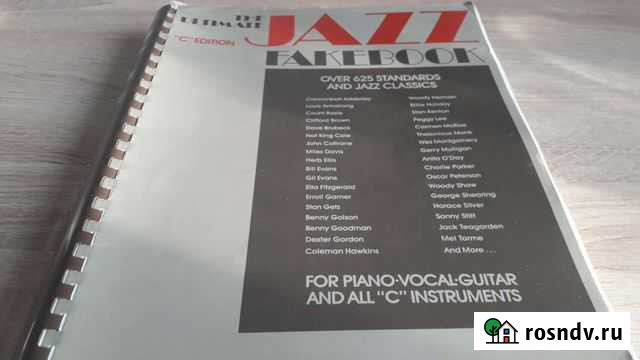 THE
ULTIMATE
JAZZ
"C" EDITION
FAKEBOOK
OVER 625 STANDARDS
AND JAZZ CLASSICS
Cannonball Adderley
Louis Armstrong
Count Basie
Clifford Brown
Dave Brubeck
Nat King Cole
John Coltrane
Miles Davis
Herb Ellis
Bill Evans
Gil Evans
Ella Fitzgerald
Erroll Garner
Stan Getz
Benny Golson
Benny Goodman
Dexter Gordon
Coleman Hawkins
Woody Herman
Billie Holiday
Stan Kenton
Peggy Lee
Carmen McRae
Thelonious Monk
Wes Montgomery
Gerry Mulligan
Anita O'Day
Charlie Parker
Oscar Peterson
Woody Shaw
George Shearing
Horace Silver
Sonny Stitt
Jack Teagarden
Mel Torme
And More . . .
FOR PIANO·VOCAL·GUITAR
AND ALL "C" INSTRUMENTS
rosndv.ru